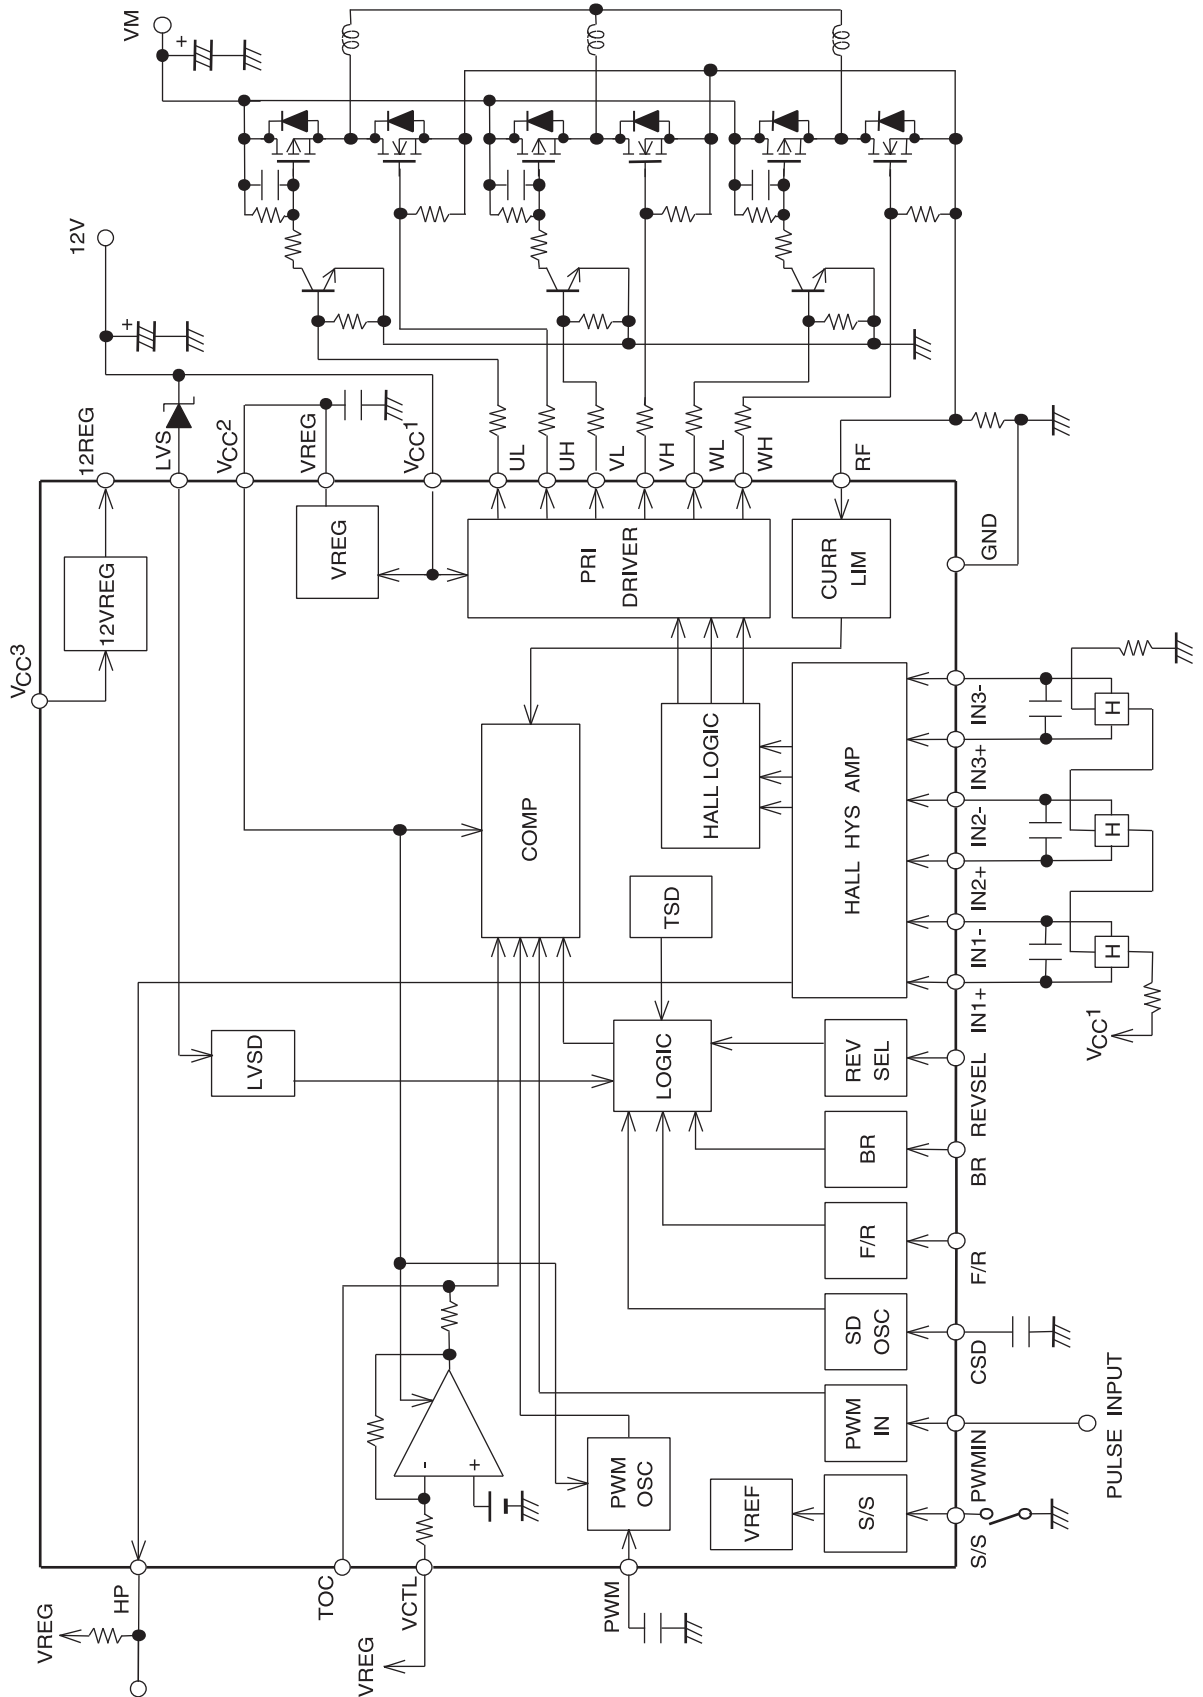 VREG
HP
TOC
VCTL
VREG
PWM
VCC3
12VREG
LVSD
-
+
PWM
OSC
VREF
S/S
PWM
IN
SD
OSC
F/R
BR
REV
SEL
LOGIC
TSD
COMP
HALL LOGIC
HALL HYS AMP
VREG
PRI
DRIVER
CURR
LIM
12REG
LVS
VCC2
VREG
VCC1
UL
UH
VL
VH
WL
WH
RF
12V
+
VM
+
S/S
PWMIN
PULSE INPUT
CSD
F/R
BR
REVSEL
IN1+
IN1-
IN2+
IN2-
IN3+
IN3-
GND
VCC1
H
H
H